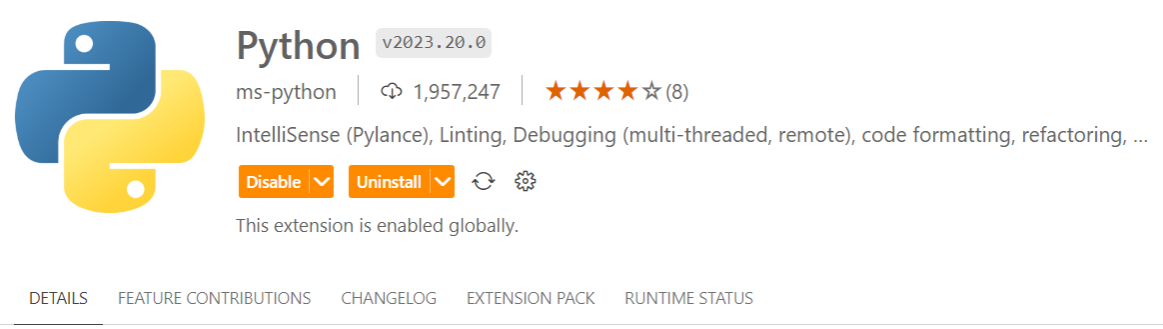 Python v2023.20.0
ms-python 1,957,247 (8)
IntelliSense (Pylance), Linting, Debugging (multi-threaded, remote), code formatting, refactoring, ...
Disable Uninstall
This extension is enabled globally.
DETAILS FEATURE CONTRIBUTIONS CHANGELOG EXTENSION PACK RUNTIME STATUS